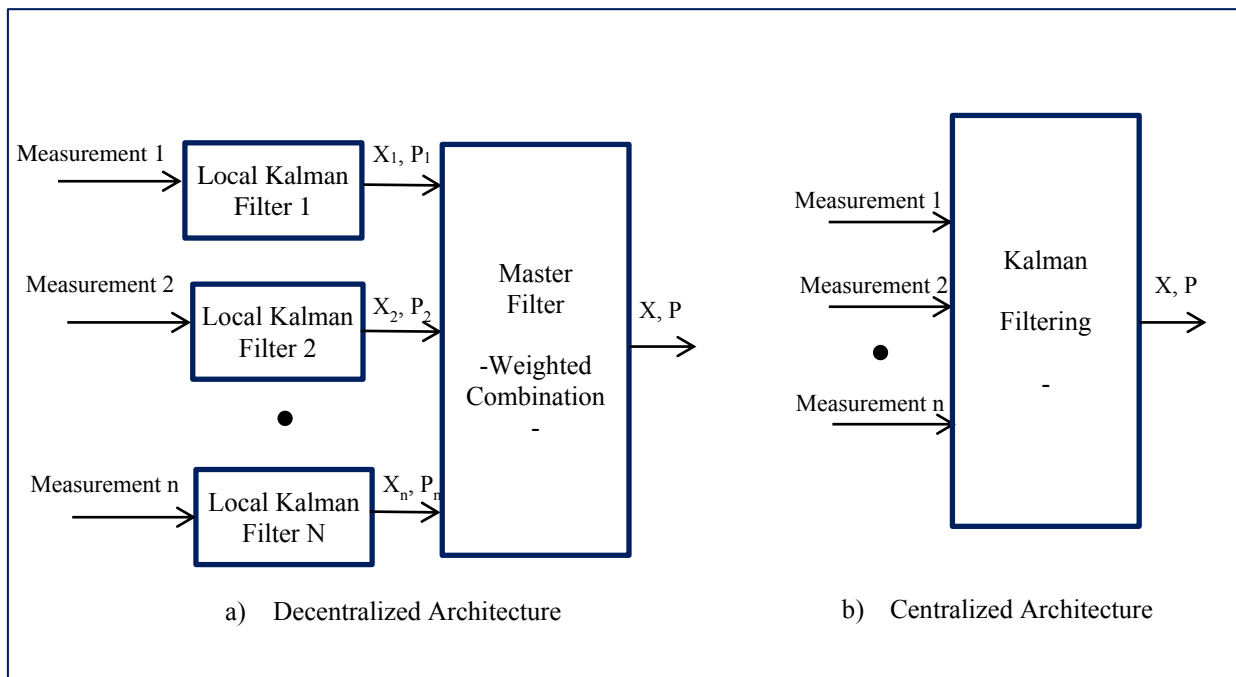 Measurement 1
Local Kalman
Filter 1
X₁, P₁
Measurement 2
Local Kalman
Filter 2
X₂, P₂
Measurement n
Local Kalman
Filter N
Xₙ, Pₙ
Master
Filter
-Weighted
Combination
-
X, P
a) Decentralized Architecture
Measurement 1
Measurement 2
Measurement n
Kalman
Filtering
-
X, P
b) Centralized Architecture